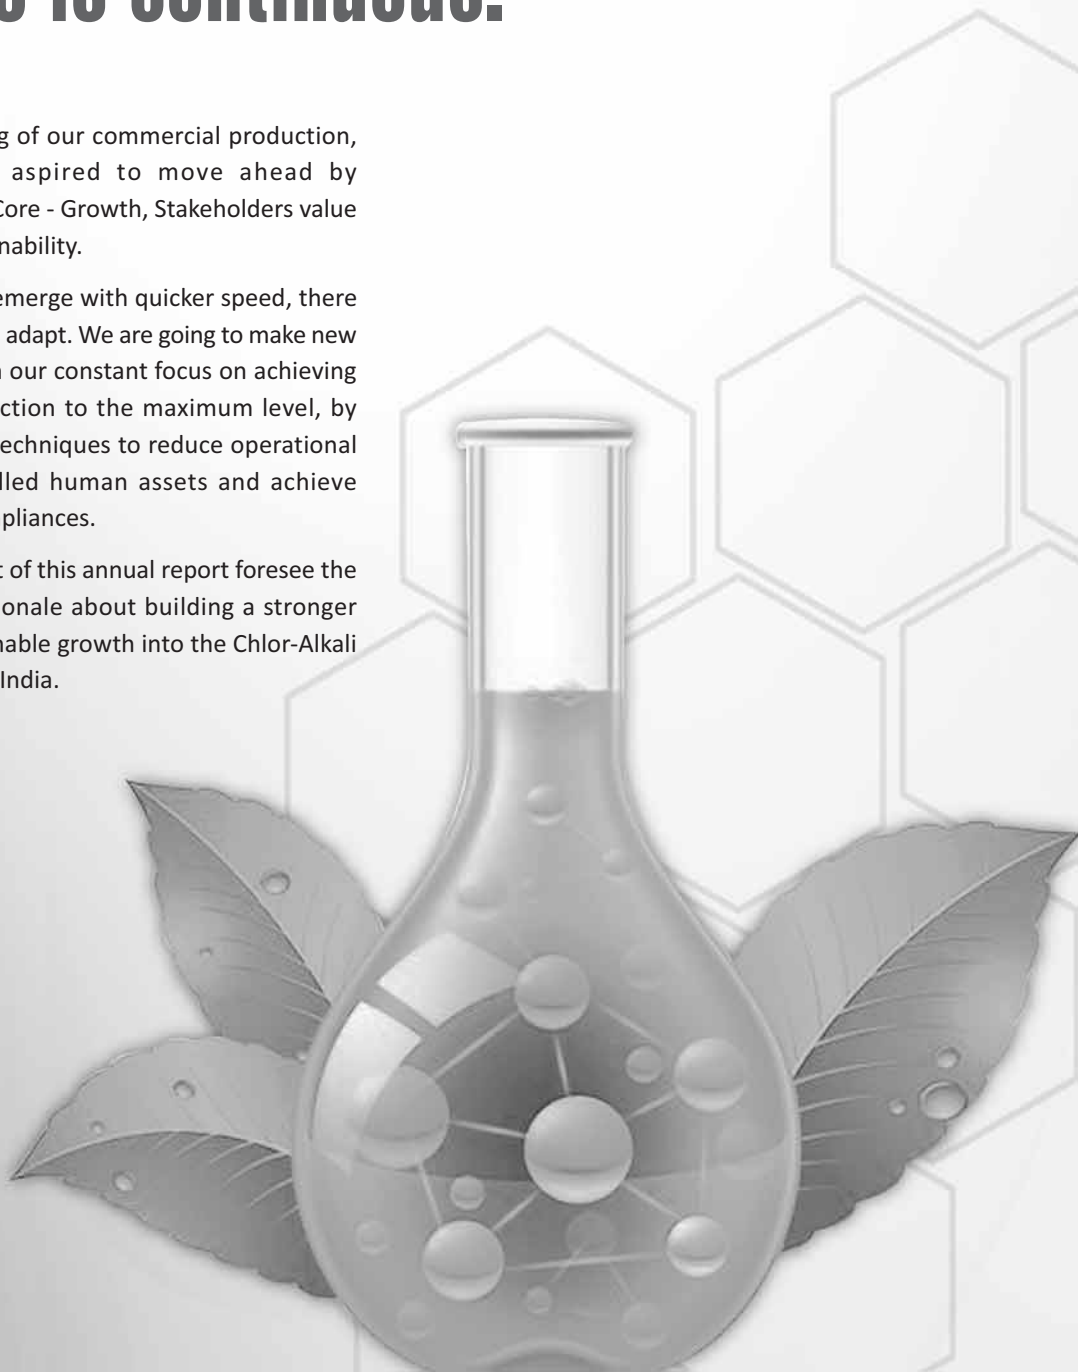 is continuous.
g of our commercial production,
aspired to move ahead by
Core - Growth, Stakeholders value
nability.
emerge with quicker speed, there
adapt. We are going to make new
our constant focus on achieving
ction to the maximum level, by
echniques to reduce operational
lled human assets and achieve
pliances.
t of this annual report foresee the
onale about building a stronger
nable growth into the Chlor-Alkali
India.